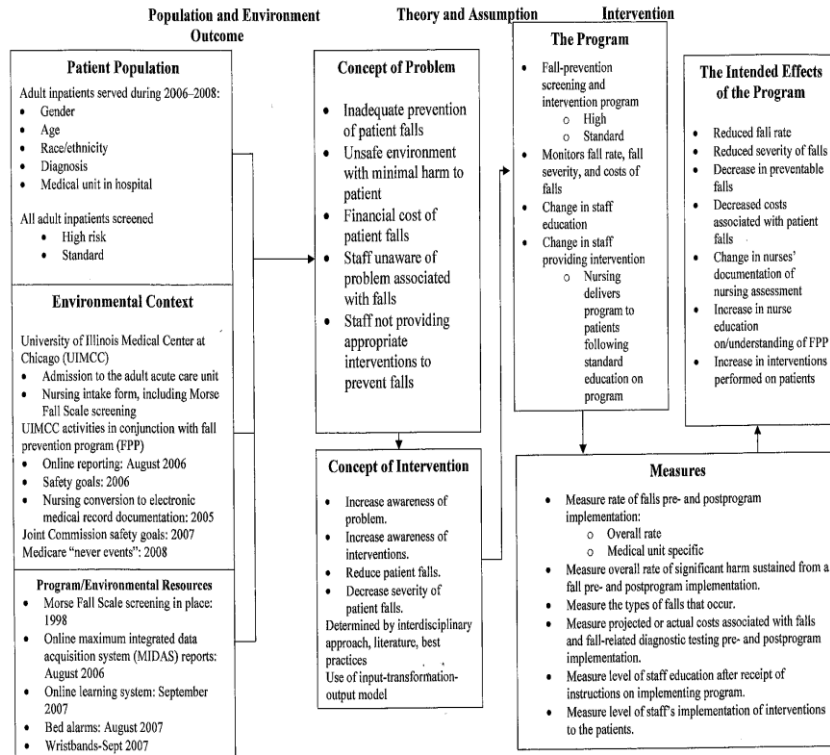 Population and Environment
Theory and Assumption
Intervention
Outcome
Patient Population
Adult inpatients served during 2006–2008:
• Gender
• Age
• Race/ethnicity
• Diagnosis
• Medical unit in hospital
All adult inpatients screened
• High risk
• Standard
Environmental Context
University of Illinois Medical Center at
Chicago (UIMCC)
• Admission to the adult acute care unit
• Nursing intake form, including Morse
Fall Scale screening
UIMCC activities in conjunction with fall
prevention program (FPP)
• Online reporting: August 2006
• Safety goals: 2006
• Nursing conversion to electronic
medical record documentation: 2005
Joint Commission safety goals: 2007
Medicare “never events”: 2008
Program/Environmental Resources
• Morse Fall Scale screening in place:
1998
• Online maximum integrated data
acquisition system (MIDAS) reports:
August 2006
• Online learning system: September
2007
• Bed alarms: August 2007
• Wristbands-Sept 2007
Concept of Problem
• Inadequate prevention
of patient falls
• Unsafe environment
with minimal harm to
patient
• Financial cost of
patient falls
• Staff unaware of
problem associated
with falls
• Staff not providing
appropriate
interventions to
prevent falls
Concept of Intervention
• Increase awareness of
problem.
• Increase awareness of
interventions.
• Reduce patient falls.
• Decrease severity of
patient falls.
Determined by interdisciplinary
approach, literature, best
practices
Use of input-transformation-
output model
The Program
• Fall-prevention
screening and
intervention program
o High
o Standard
• Monitors fall rate, fall
severity, and costs of
falls
• Change in staff
education
• Change in staff
providing intervention
o Nursing
delivers
program to
patients
following
standard
education on
program
The Intended Effects
of the Program
• Reduced fall rate
• Reduced severity of falls
• Decrease in preventable
falls
• Decreased costs
associated with patient
falls
• Change in nurses’
documentation of
nursing assessment
• Increase in nurse
education
on/understanding of FPP
• Increase in interventions
performed on patients
Measures
• Measure rate of falls pre- and postprogram
implementation:
o Overall rate
o Medical unit specific
• Measure overall rate of significant harm sustained from a
fall pre- and postprogram implementation.
• Measure the types of falls that occur.
• Measure projected or actual costs associated with falls
and fall-related diagnostic testing pre- and postprogram
implementation.
• Measure level of staff education after receipt of
instructions on implementing program.
• Measure level of staff’s implementation of interventions
to the patients.